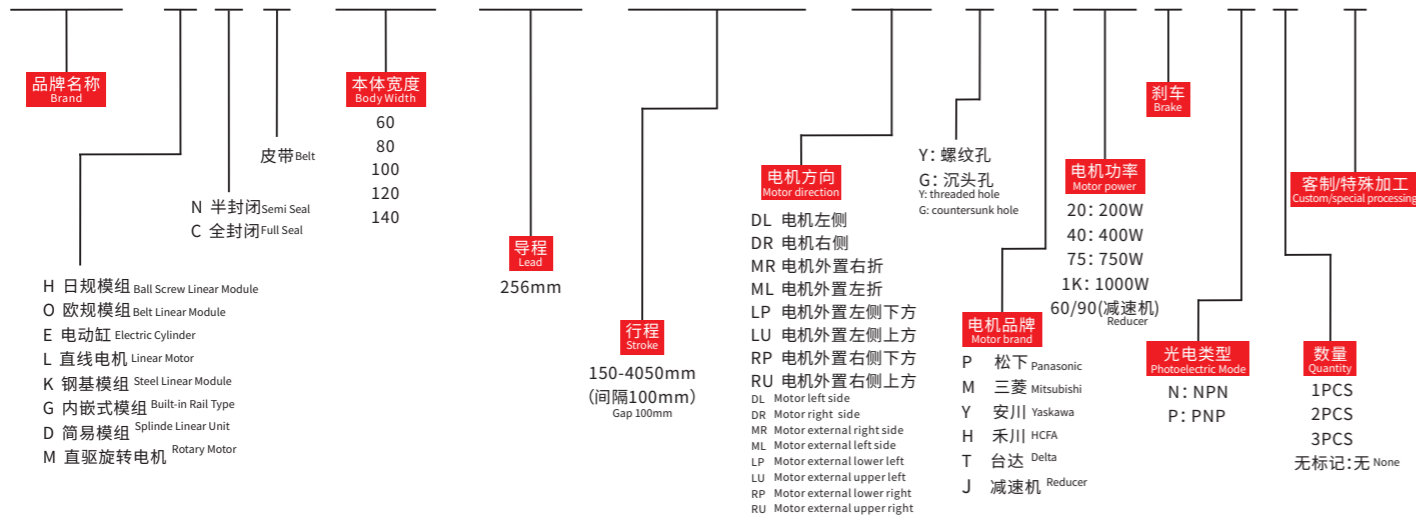 品牌名称
Brand
H 日规模组 Ball Screw Linear Module
O 欧规模组 Belt Linear Module
E 电动缸 Electric Cylinder
L 直线电机 Linear Motor
K 钢基模组 Steel Linear Module
G 内嵌式模组 Built-in Rail Type
D 简易模组 Splinde Linear Unit
M 直驱旋转电机 Rotary Motor
N 半封闭 Semi Seal
C 全封闭 Full Seal
皮带 Belt
本体宽度
Body Width
60
80
100
120
140
导程
Lead
256mm
行程
Stroke
150-4050mm
(间隔100mm)
Gap 100mm
电机方向
Motor direction
DL 电机左侧
DR 电机右侧
MR 电机外置右折
ML 电机外置左折
LP 电机外置左侧下方
LU 电机外置左侧上方
RP 电机外置右侧下方
RU 电机外置右侧上方
DL Motor left side
DR Motor right side
MR Motor external right side
ML Motor external left side
LP Motor external lower left
LU Motor external upper left
RP Motor external lower right
RU Motor external upper right
Y: 螺纹孔
G: 沉头孔
Y: threaded hole
G: countersunk hole
电机品牌
Motor brand
P 松下 Panasonic
M 三菱 Mitsubishi
Y 安川 Yaskawa
H 禾川 HCFA
T 台达 Delta
J 减速机 Reducer
电机功率
Motor power
20: 200W
40: 400W
75: 750W
1K: 1000W
60/90(减速机)
Reducer
刹车
Brake
光电类型
Photoelectric Mode
N: NPN
P: PNP
数量
Quantity
1PCS
2PCS
3PCS
无标记:无 None
客制/特殊加工
Custom/special processing